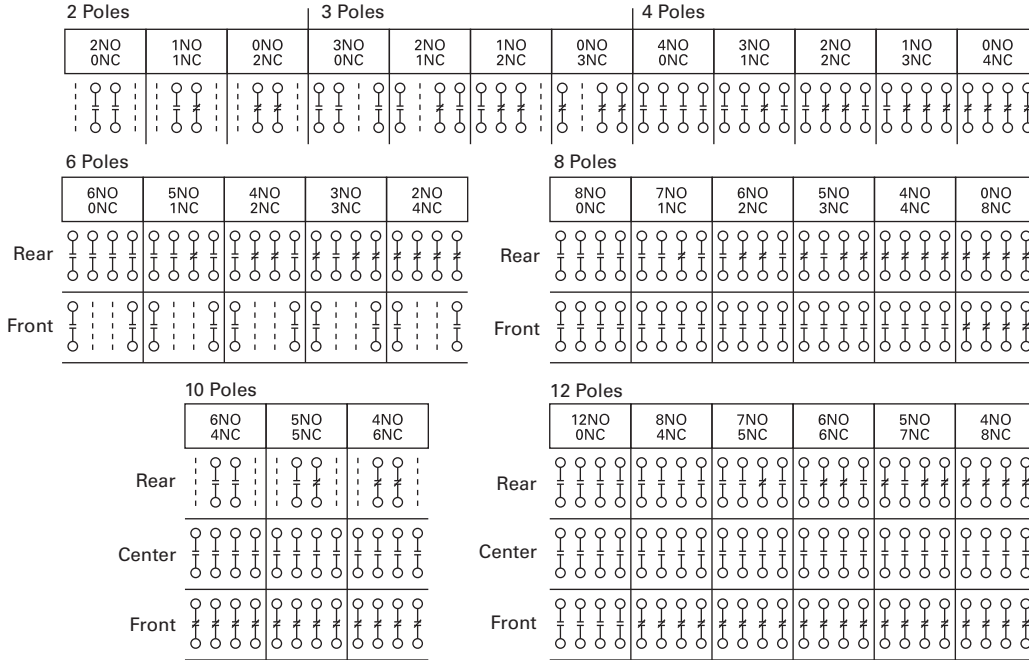 2 Poles 3 Poles 4 Poles
2NO 1NO 0NO 3NO 2NO 1NO 0NO 4NO 3NO 2NO 1NO 0NO
0NC 1NC 2NC 0NC 1NC 2NC 3NC 0NC 1NC 2NC 3NC 4NC
6 Poles
6NO 5NO 4NO 3NO 2NO
0NC 1NC 2NC 3NC 4NC
Rear
Front
8 Poles
8NO 7NO 6NO 5NO 4NO 0NO
0NC 1NC 2NC 3NC 4NC 8NC
Rear
Front
10 Poles
6NO 5NO 4NO
4NC 5NC 6NC
Rear
Center
Front
12 Poles
12NO 8NO 7NO 6NO 5NO 4NO
0NC 4NC 5NC 6NC 7NC 8NC
Rear
Center
Front